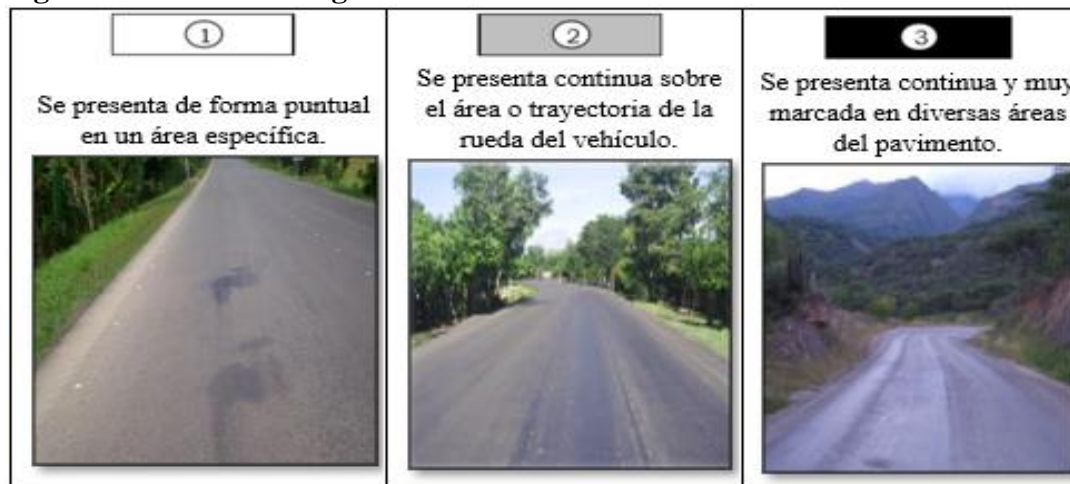 1
Se presenta de forma puntual
en un área específica.
2
Se presenta continua sobre
el área o trayectoria de la
rueda del vehículo.
3
Se presenta continua y muy
marcada en diversas áreas
del pavimento.